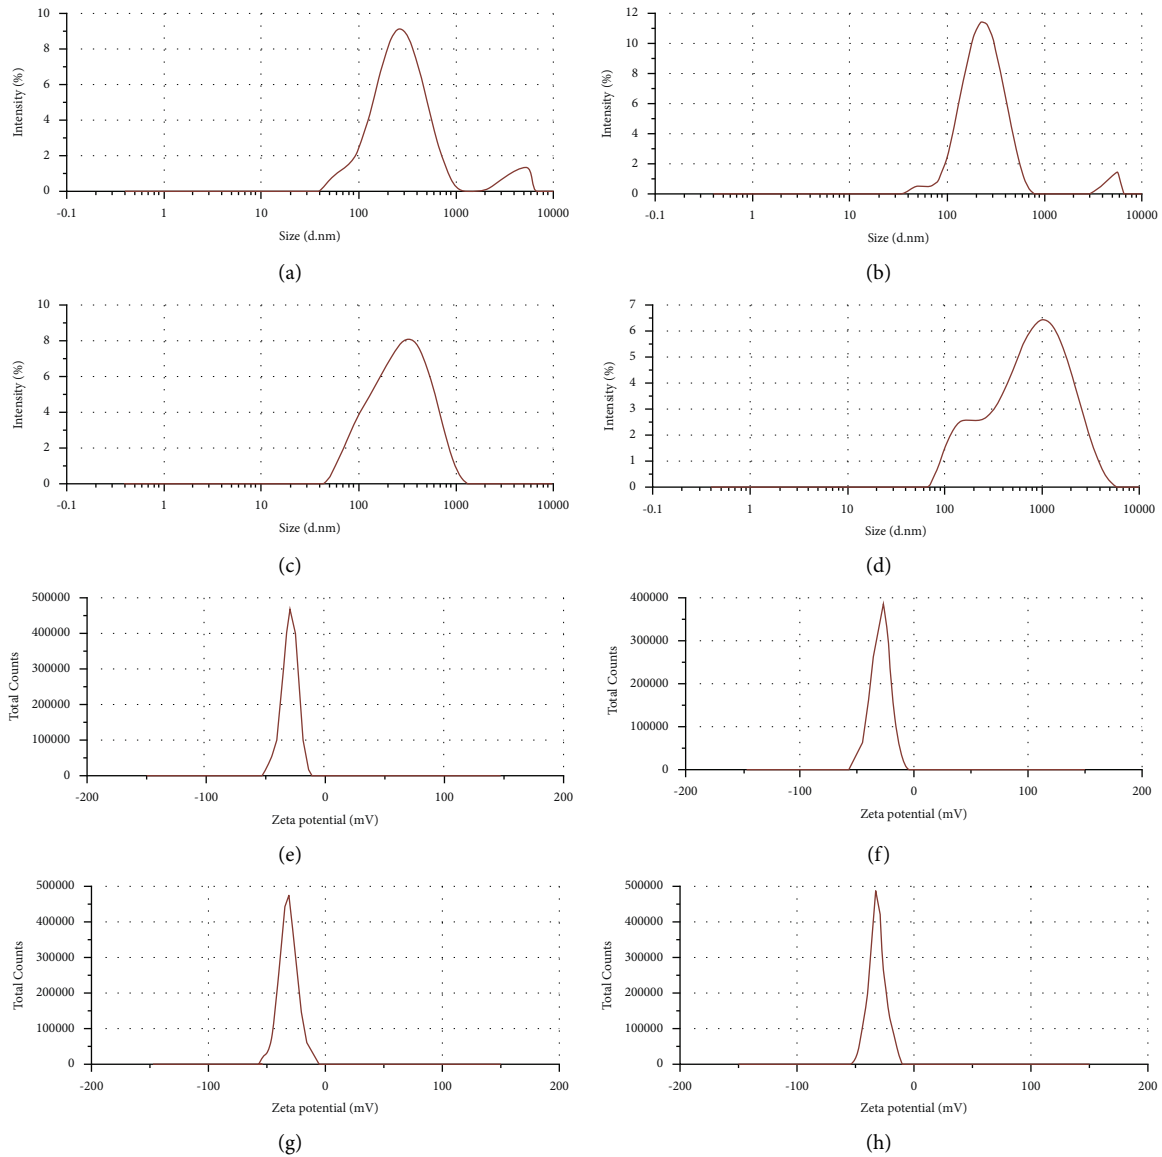 10
8
6
4
2
0
Intensity (%)
-0.1 1 10 100 1000 10000
Size (d.nm)
(a)
12
10
8
6
4
2
0
Intensity (%)
-0.1 1 10 100 1000 10000
Size (d.nm)
(b)
10
8
6
4
2
0
Intensity (%)
-0.1 1 10 100 1000 10000
Size (d.nm)
(c)
7
6
5
4
3
2
1
0
Intensity (%)
-0.1 1 10 100 1000 10000
Size (d.nm)
(d)
500000
400000
300000
200000
100000
0
Total Counts
-200 -100 0 100 200
Zeta potential (mV)
(e)
400000
300000
200000
100000
0
Total Counts
-200 -100 0 100 200
Zeta potential (mV)
(f)
500000
400000
300000
200000
100000
0
Total Counts
-200 -100 0 100 200
Zeta potential (mV)
(g)
500000
400000
300000
200000
100000
0
Total Counts
-200 -100 0 100 200
Zeta potential (mV)
(h)